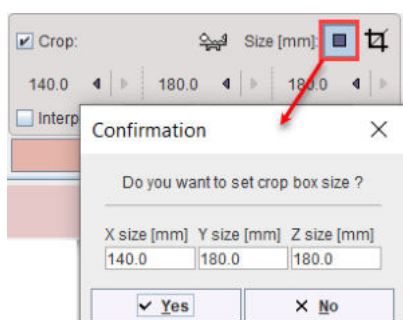 Crop: Size [mm]:
140.0 180.0 180.0
Interp
Confirmation
Do you want to set crop box size ?
X size [mm] Y size [mm] Z size [mm]
140.0 180.0 180.0
Yes No